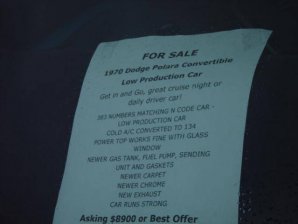 FOR SALE
1970 Dodge Polara Convertible
Low Production Car
Get in and Go, great cruise night or
daily driver car!
383 NUMBERS MATCHING N CODE CAR -
LOW PRODUCTION CAR
COLD A/C CONVERTED TO 134
POWER TOP WORKS FINE WITH GLASS
WINDOW
NEWER GAS TANK, FUEL PUMP, SENDING
UNIT AND GASKETS
NEWER CARPET
NEWER CHROME
NEW EXHAUST
CAR RUNS STRONG
Asking $8900 or Best Offer